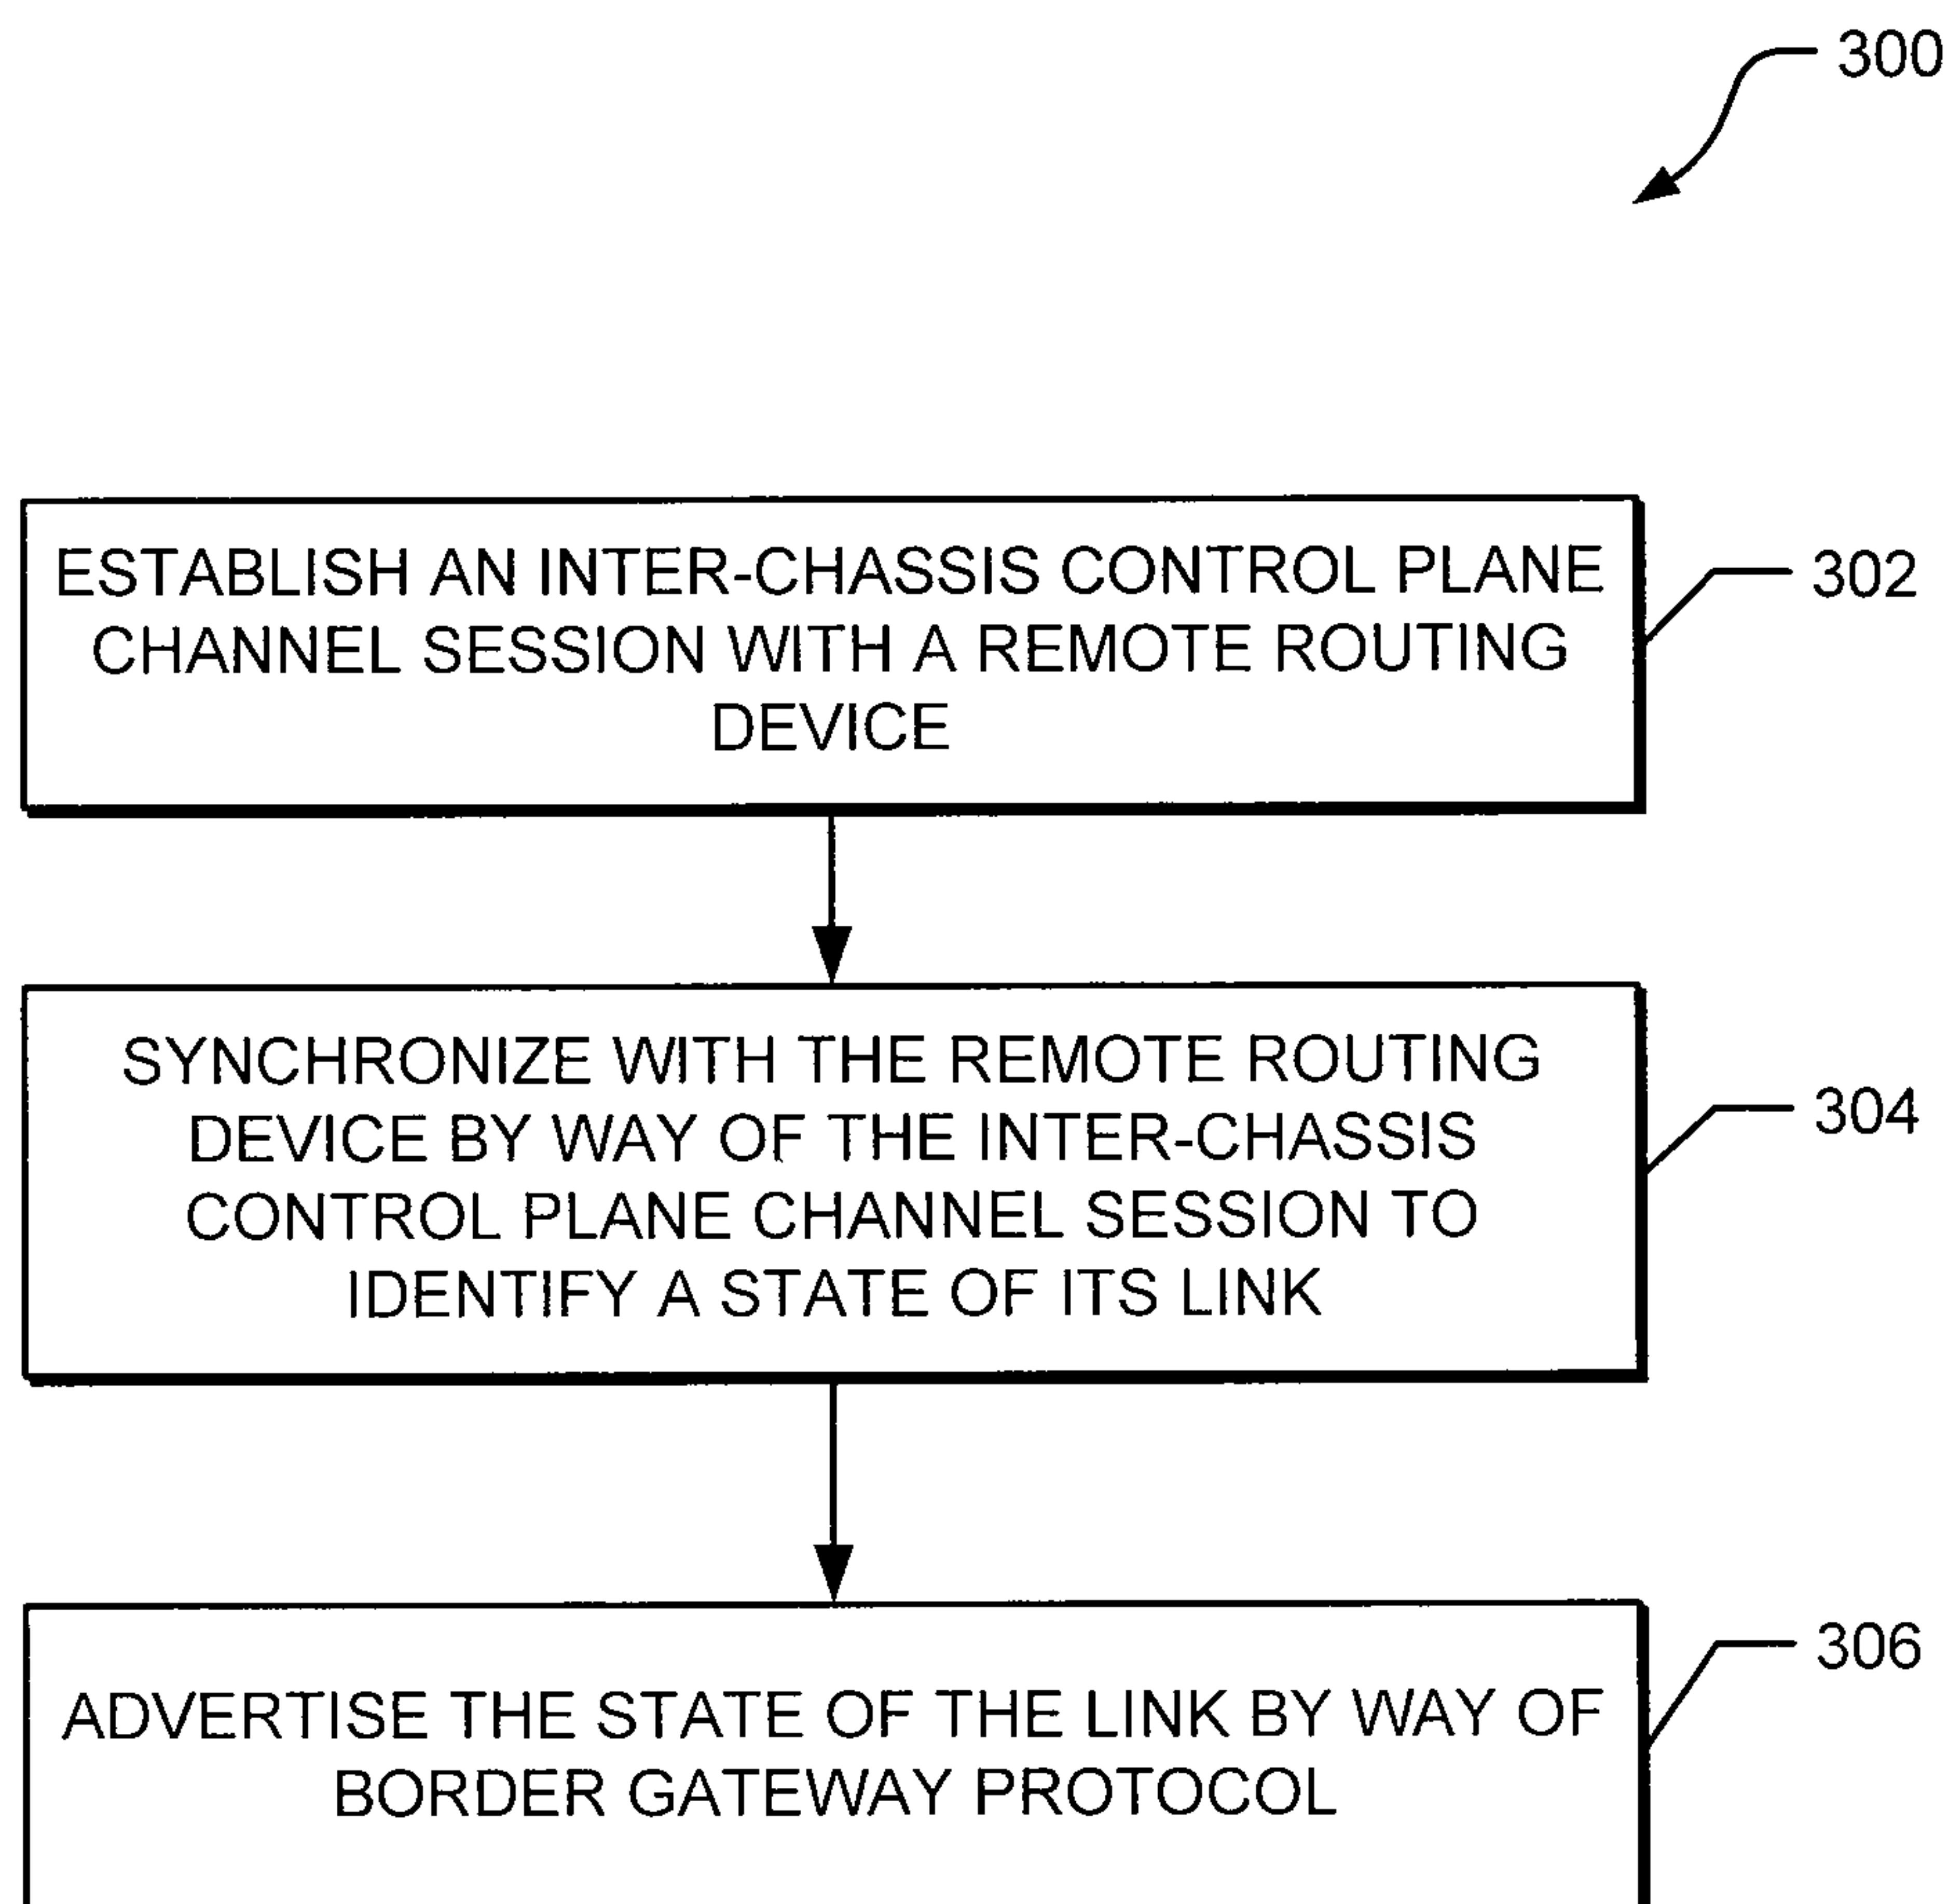 300
ESTABLISH AN INTER-CHASSIS CONTROL PLANE
CHANNEL SESSION WITH A REMOTE ROUTING
DEVICE
302
SYNCHRONIZE WITH THE REMOTE ROUTING
DEVICE BY WAY OF THE INTER-CHASSIS
CONTROL PLANE CHANNEL SESSION TO
IDENTIFY A STATE OF ITS LINK
304
ADVERTISE THE STATE OF THE LINK BY WAY OF
BORDER GATEWAY PROTOCOL
306